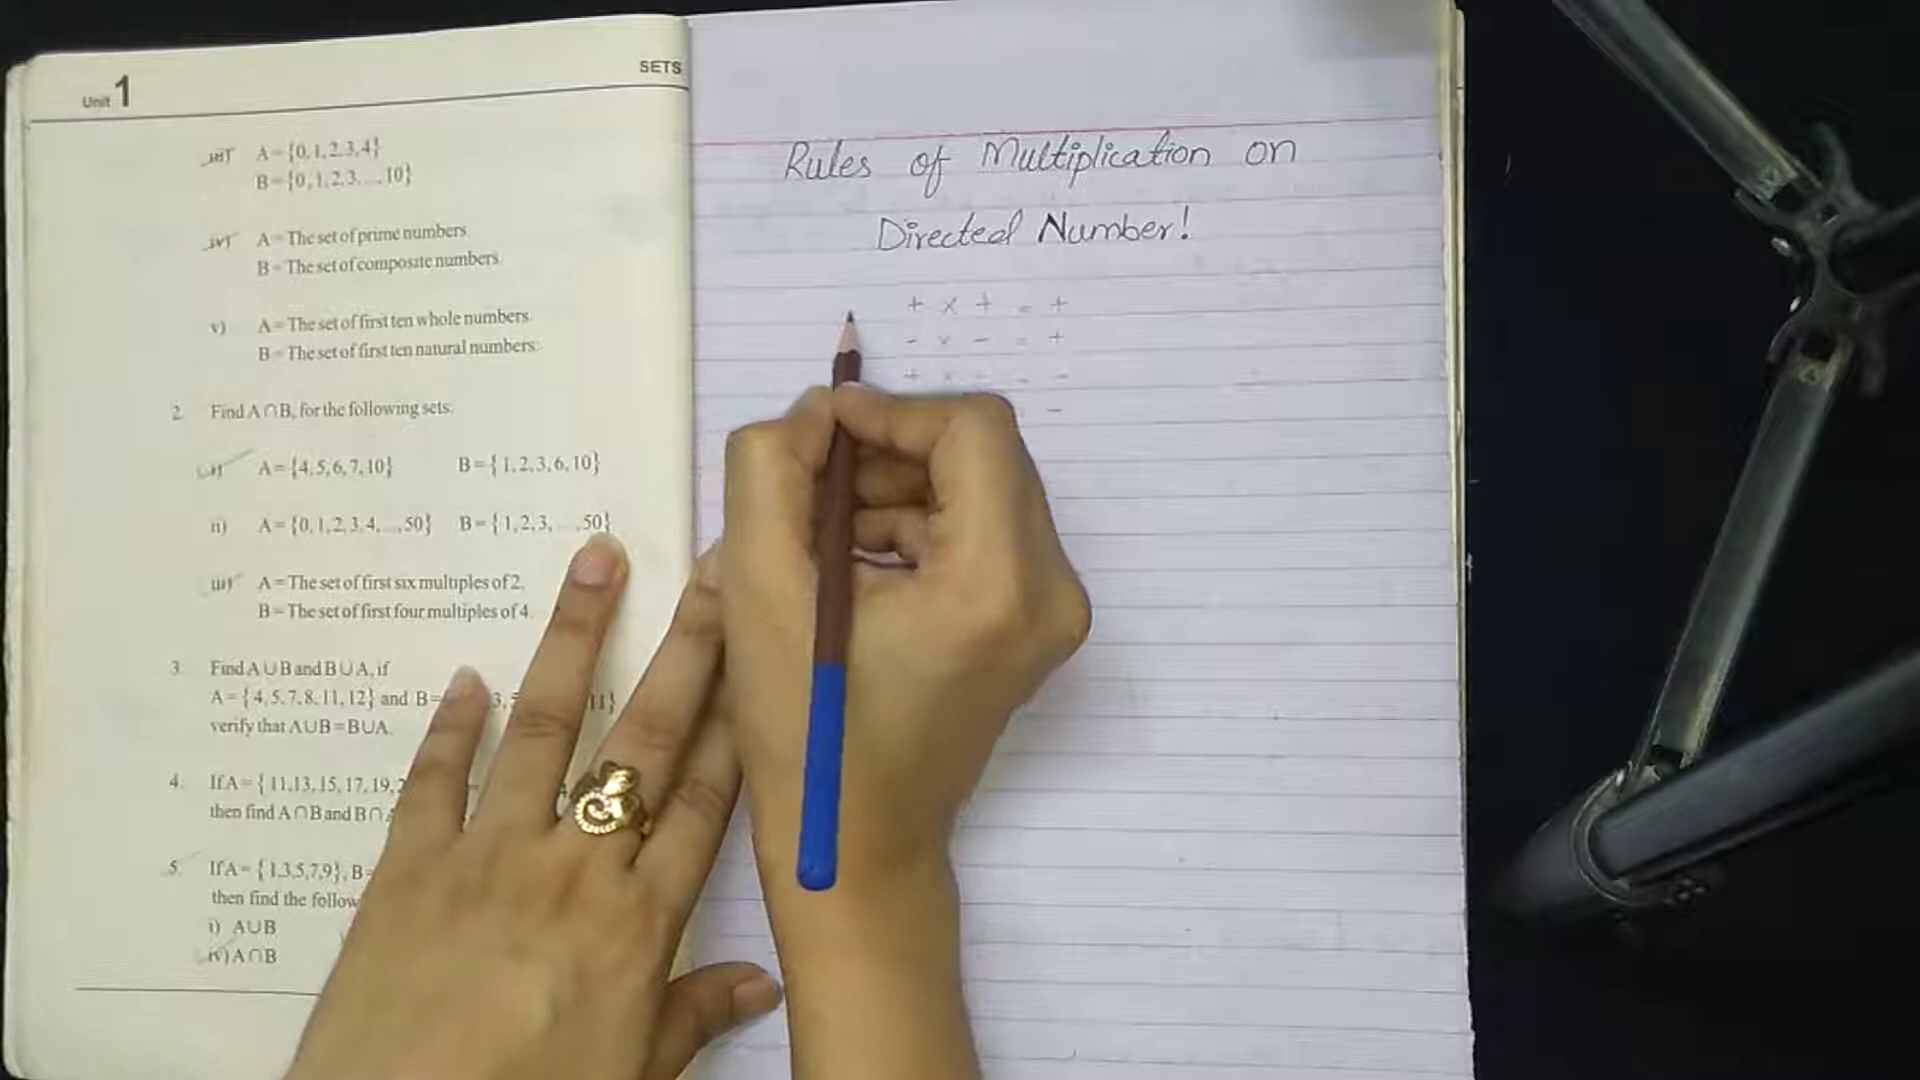 Unit 1
SETS
iii) A={0,1,2,3,4}
B={0,1,2,3,...,10}
iv) A=The set of prime numbers.
B=The set of composite numbers.
v) A=The set of first ten whole numbers.
B=The set of first ten natural numbers.
2. Find A∩B, for the following sets.
i) A={4,5,6,7,10} B={1,2,3,6,10}
ii) A={0,1,2,3,4,...,50} B={1,2,3,...,50}
iii) A=The set of first six multiples of 2.
B=The set of first four multiples of 4.
3. Find A∪B and B∪A, if
A={4,5,7,8,11,12} and B= 3, 11}
verify that A∪B=B∪A.
4. If A={11,13,15,17,19,
then find A∩B and B∩
5. If A={1,3,5,7,9}, B=
then find the follow
i) A∪B
iv) A∩B
Rules of Multiplication on
Directed Number!
+ × + = +
- × - = +
+ × - = -
-